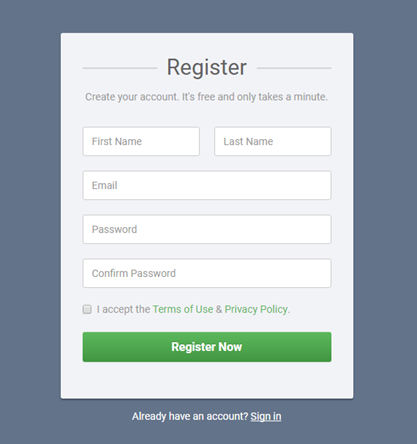 Register
Create your account. It's free and only takes a minute.
First Name
Last Name
Email
Password
Confirm Password
I accept the Terms of Use & Privacy Policy.
Register Now
Already have an account? Sign in